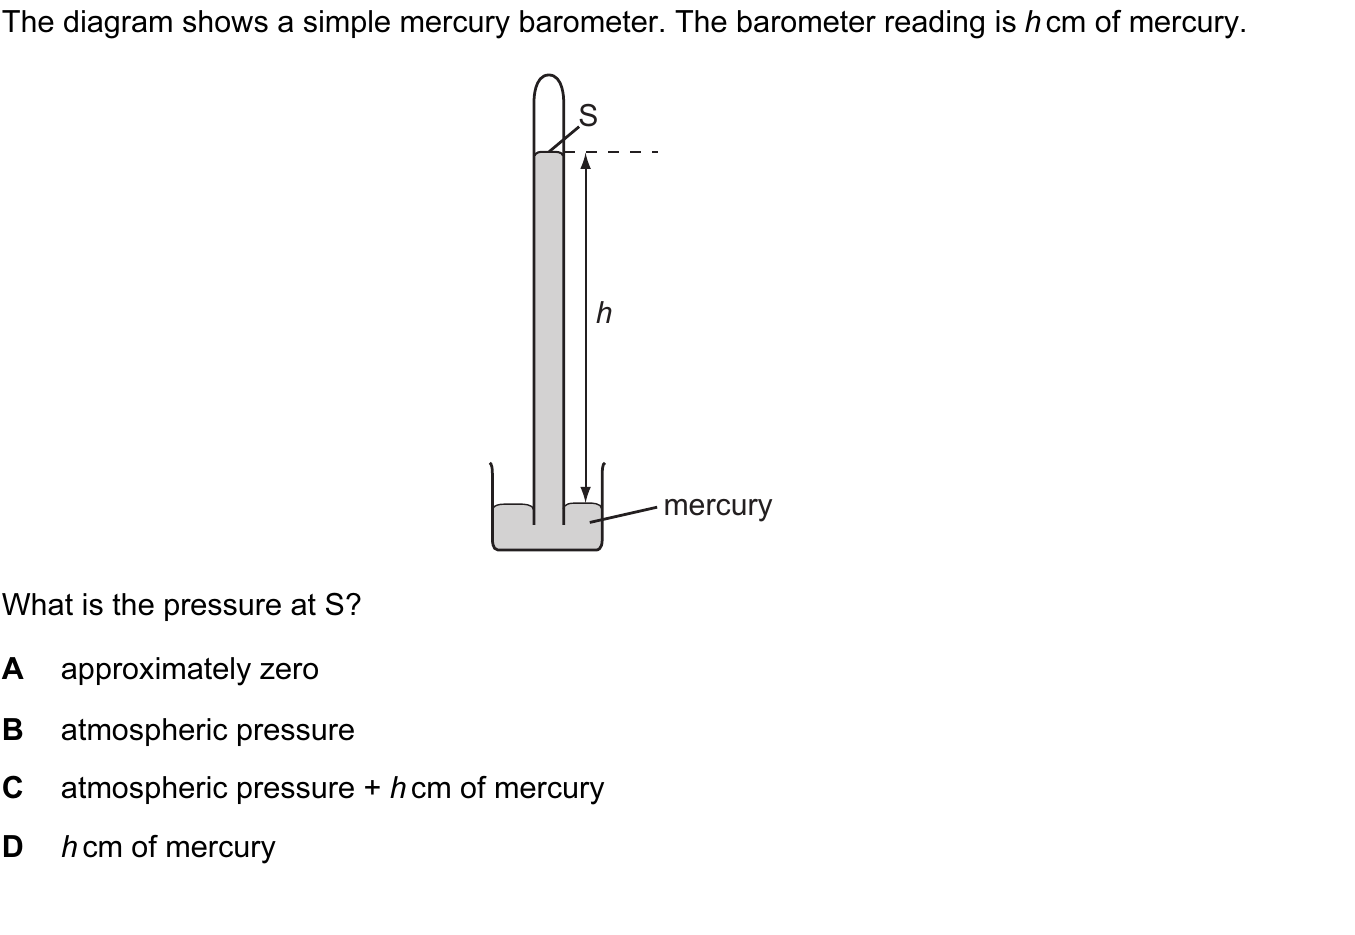 The diagram shows a simple mercury barometer. The barometer reading is h cm of mercury.
S
h
mercury
What is the pressure at S?
A approximately zero
B atmospheric pressure
C atmospheric pressure + h cm of mercury
D h cm of mercury